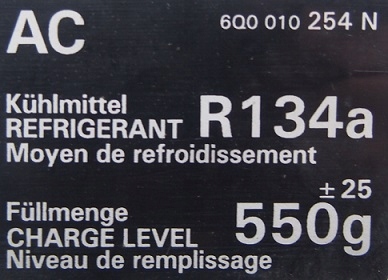 AC 6Q0 010 254 N
Kühlmittel
REFRIGERANT R134a
Moyen de refroidissement
± 25
Füllmenge
CHARGE LEVEL 550g
Niveau de remplissage